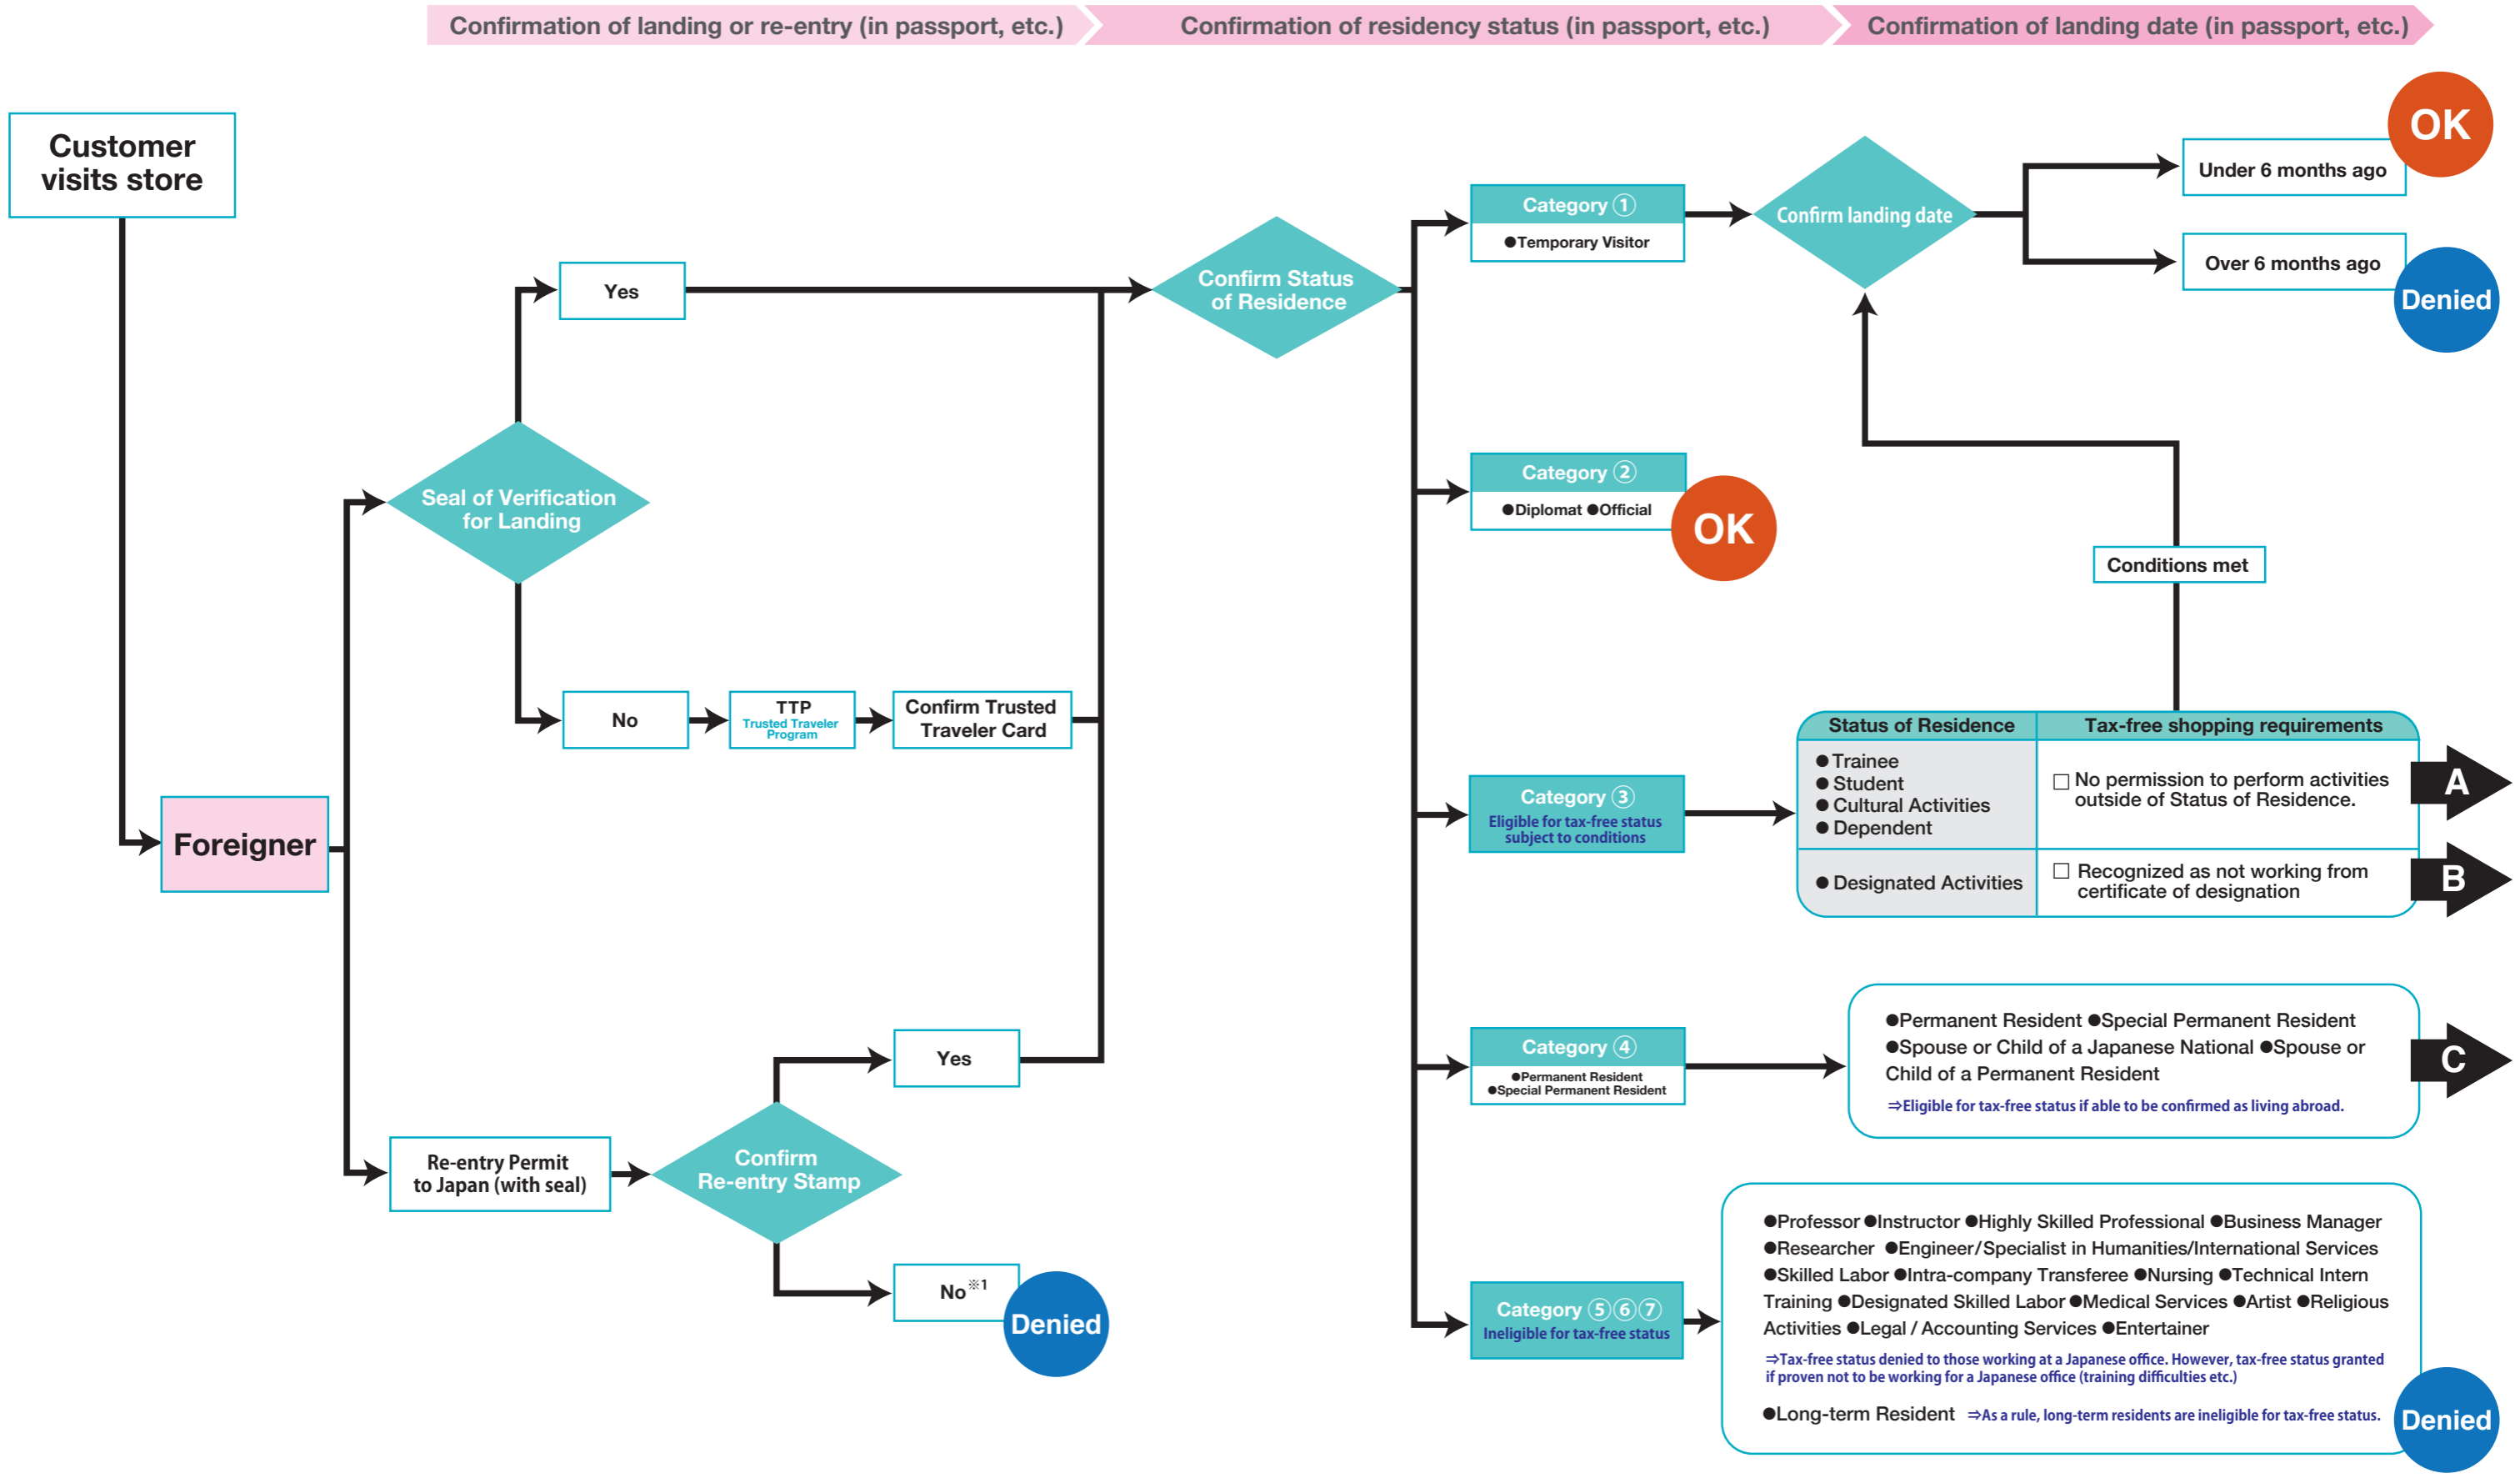 Confirmation of landing or re-entry (in passport, etc.)
Confirmation of residency status (in passport, etc.)
Confirmation of landing date (in passport, etc.)
Customer
visits store
Foreigner
Seal of Verification
for Landing
Yes
No
TTP
Trusted Traveler
Program
Confirm Trusted
Traveler Card
Re-entry Permit
to Japan (with seal)
Confirm
Re-entry Stamp
Yes
No※1
Denied
Confirm Status
of Residence
Category ①
●Temporary Visitor
Confirm landing date
Under 6 months ago
OK
Over 6 months ago
Denied
Category ②
●Diplomat ●Official
OK
Conditions met
Category ③
Eligible for tax-free status
subject to conditions
Status of Residence
Tax-free shopping requirements
● Trainee
● Student
● Cultural Activities
● Dependent
□ No permission to perform activities
outside of Status of Residence.
A
● Designated Activities
□ Recognized as not working from
certificate of designation
B
Category ④
●Permanent Resident
●Special Permanent Resident
●Permanent Resident ●Special Permanent Resident
●Spouse or Child of a Japanese National ●Spouse or
Child of a Permanent Resident
⇒Eligible for tax-free status if able to be confirmed as living abroad.
C
Category ⑤⑥⑦
Ineligible for tax-free status
●Professor ●Instructor ●Highly Skilled Professional ●Business Manager
●Researcher ●Engineer/Specialist in Humanities/International Services
●Skilled Labor ●Intra-company Transferee ●Nursing ●Technical Intern
Training ●Designated Skilled Labor ●Medical Services ●Artist ●Religious
Activities ●Legal / Accounting Services ●Entertainer
⇒Tax-free status denied to those working at a Japanese office. However, tax-free status granted
if proven not to be working for a Japanese office (training difficulties etc.)
●Long-term Resident ⇒As a rule, long-term residents are ineligible for tax-free status.
Denied